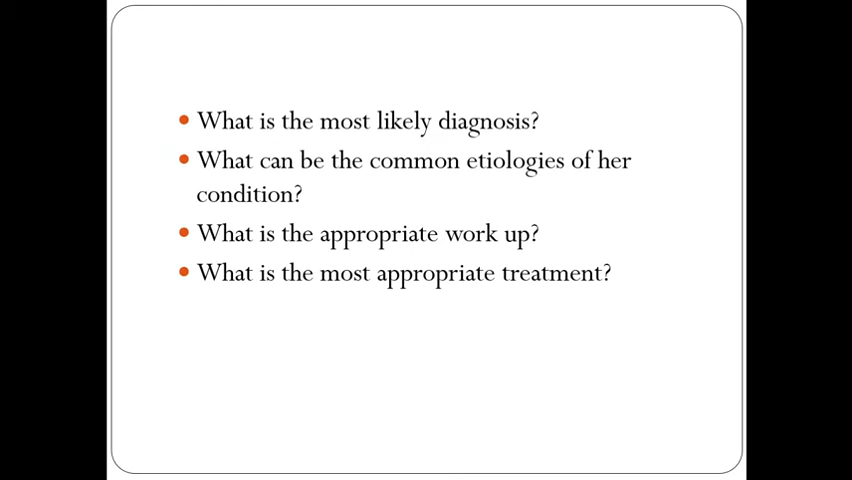 • What is the most likely diagnosis?
• What can be the common etiologies of her
condition?
• What is the appropriate work up?
• What is the most appropriate treatment?